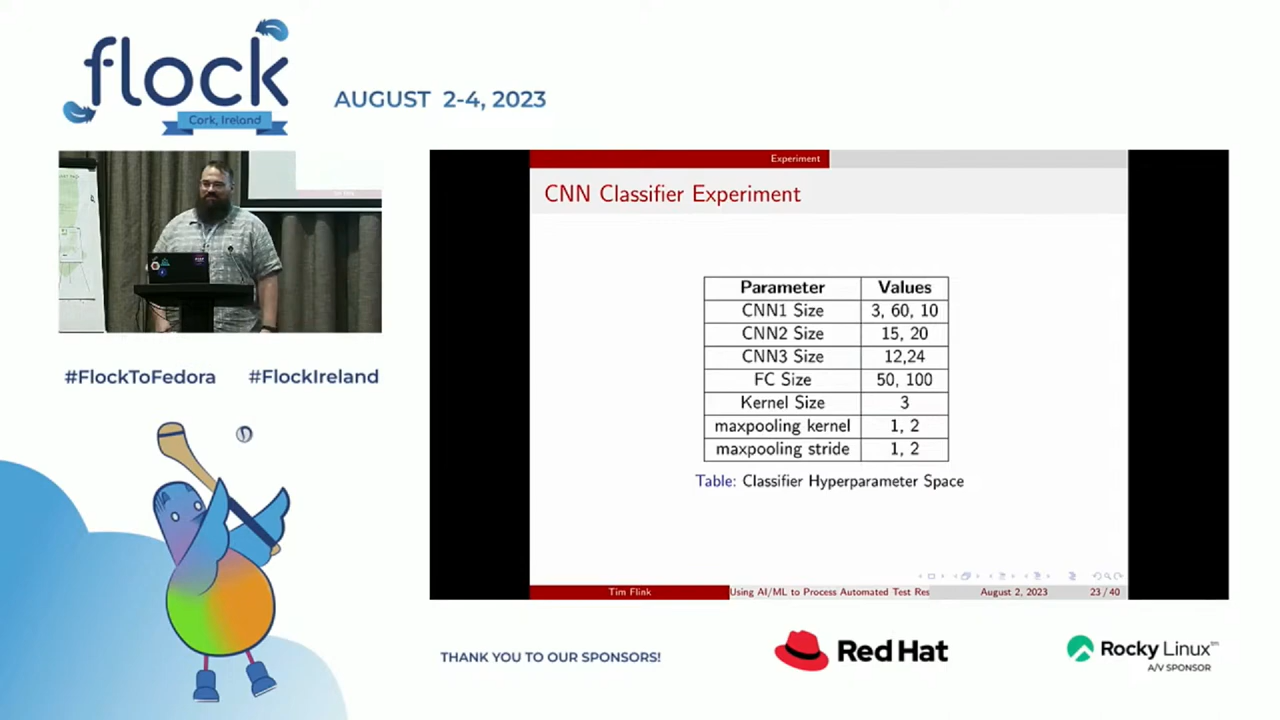 flock
Cork, Ireland
AUGUST 2-4, 2023
#FlockToFedora #FlockIreland
Experiment
CNN Classifier Experiment
Parameter Values
CNN1 Size 3, 60, 10
CNN2 Size 15, 20
CNN3 Size 12,24
FC Size 50, 100
Kernel Size 3
maxpooling kernel 1, 2
maxpooling stride 1, 2
Table: Classifier Hyperparameter Space
Tim Flink Using AI/ML to Process Automated Test Res August 2, 2023 23 / 40
THANK YOU TO OUR SPONSORS!
Red Hat
Rocky Linux™
A/V SPONSOR